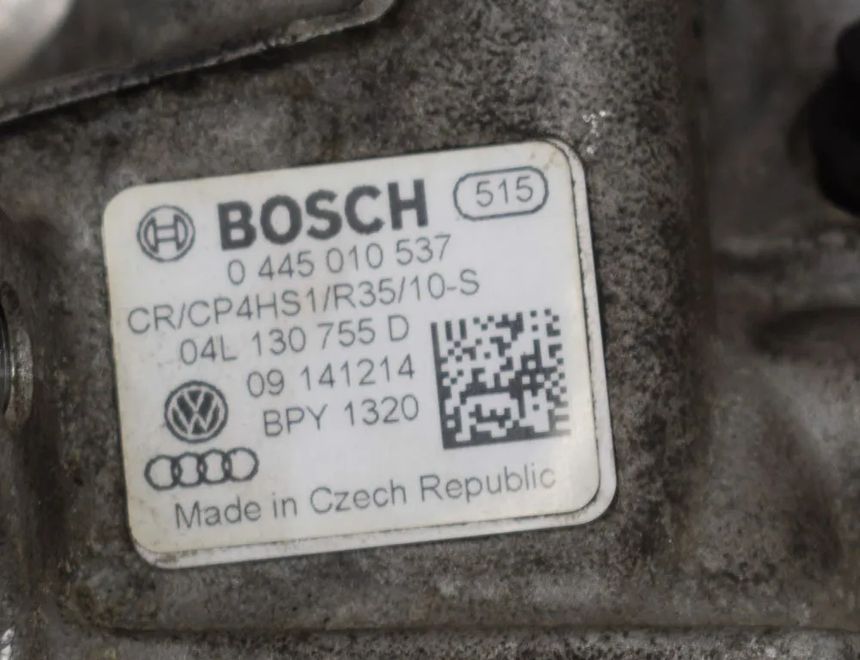 BOSCH 515
0 445 010 537
CR/CP4HS1/R35/10-S
04L 130 755 D
09 141214
BPY 1320
Made in Czech Republic